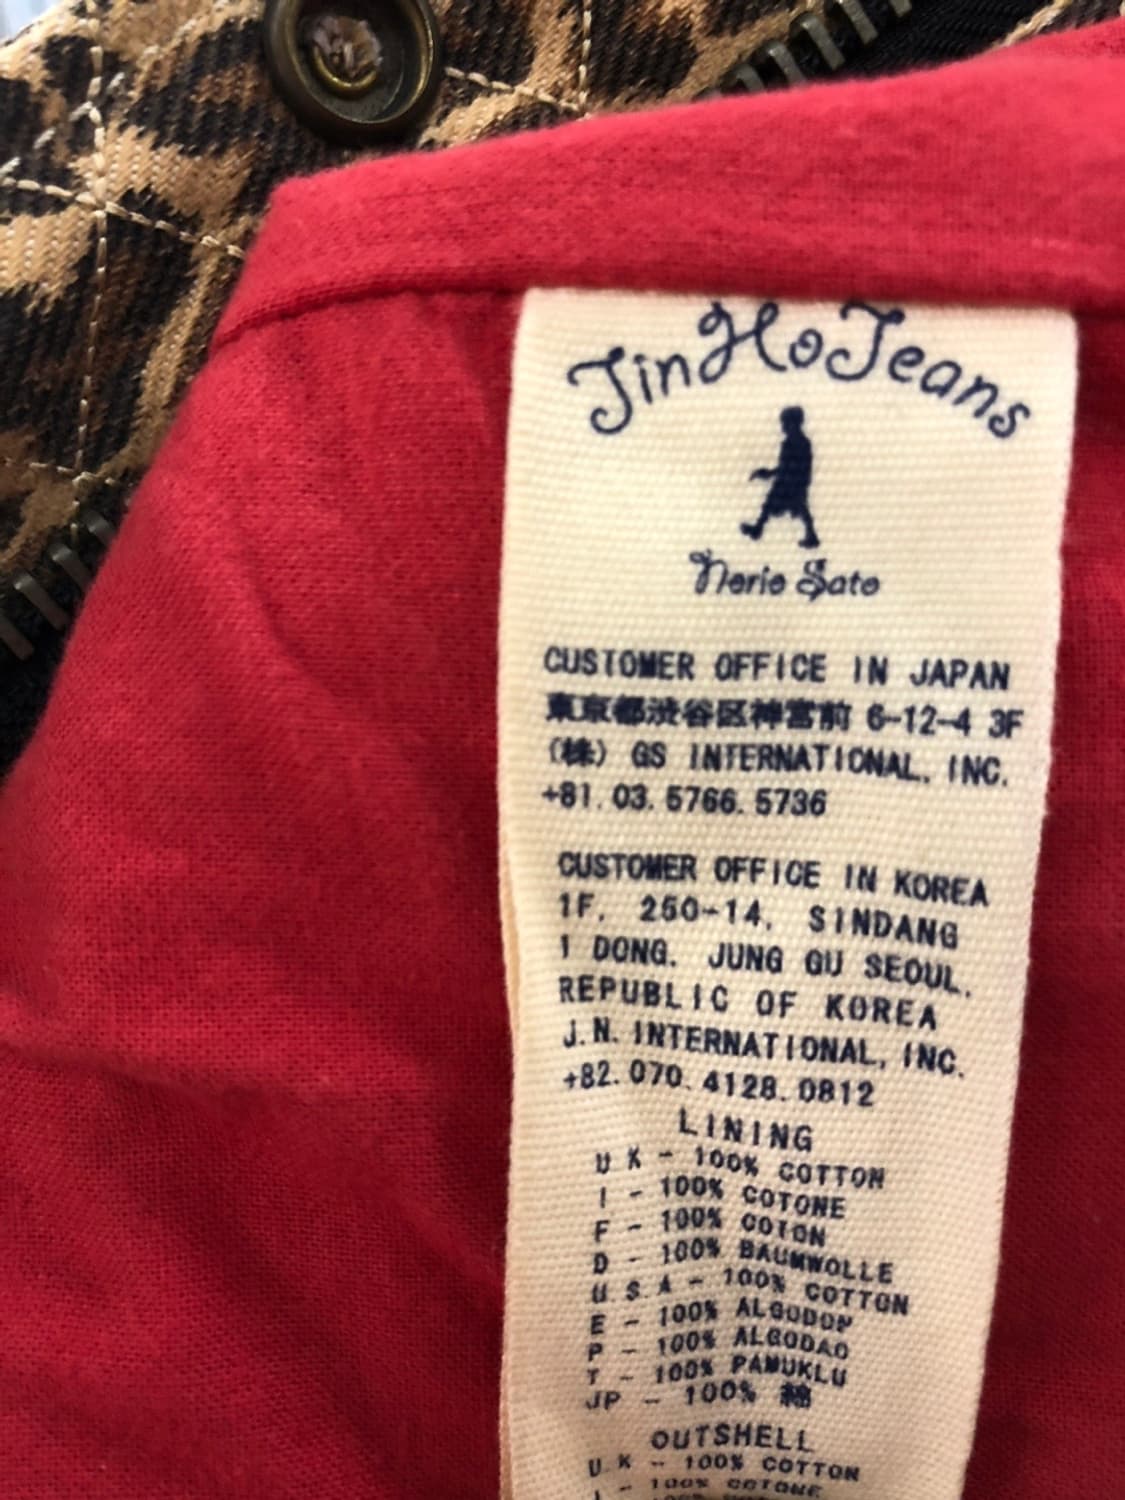 JinHoJeans
Norio Sato
CUSTOMER OFFICE IN JAPAN
東京都渋谷区神宮前 6-12-4 3F
(株) GS INTERNATIONAL, INC.
+81. 03. 5766. 5736
CUSTOMER OFFICE IN KOREA
1F, 250-14, SINDANG
1 DONG, JUNG GU SEOUL,
REPUBLIC OF KOREA
J.N. INTERNATIONAL, INC.
+82. 070. 4128. 0812
LINING
U K - 100% COTTON
I - 100% COTONE
F - 100% COTON
D - 100% BAUMWOLLE
U S A - 100% COTTON
E - 100% ALGODON
P - 100% ALGODAO
T - 100% PAMUKLU
JP - 100% 綿
OUTSHELL
U K - 100% COTTON
I - 100% COTONE